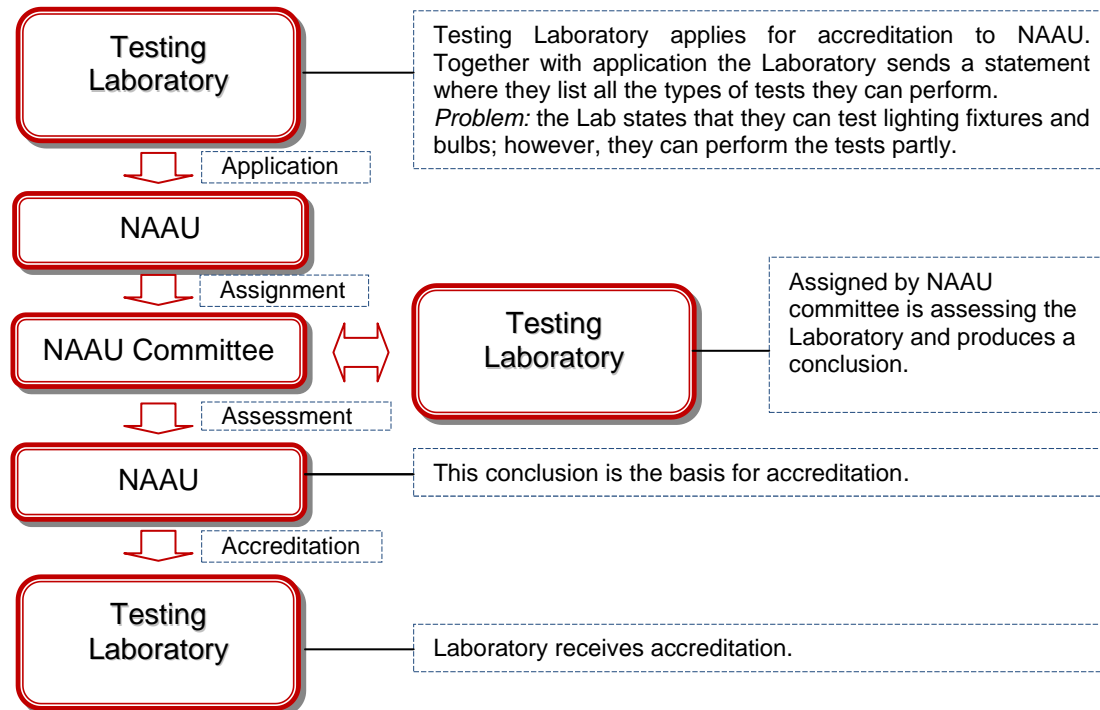 Testing
Laboratory
Testing Laboratory applies for accreditation to NAAU.
Together with application the Laboratory sends a statement
where they list all the types of tests they can perform.
Problem: the Lab states that they can test lighting fixtures and
bulbs; however, they can perform the tests partly.
Application
NAAU
Assignment
NAAU Committee
Testing
Laboratory
Assigned by NAAU
committee is assessing the
Laboratory and produces a
conclusion.
Assessment
NAAU
This conclusion is the basis for accreditation.
Accreditation
Testing
Laboratory
Laboratory receives accreditation.